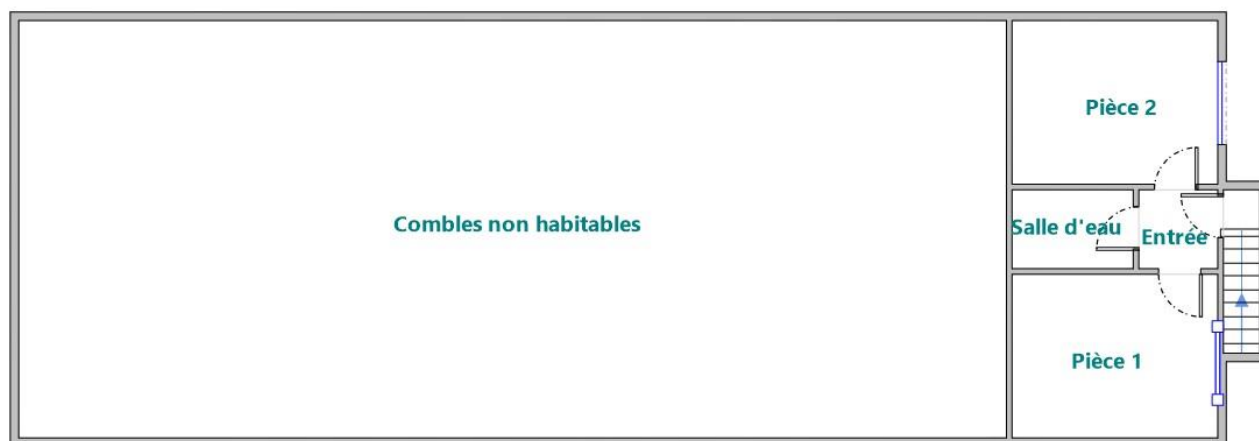 Pièce 2
Combles non habitables
Salle d'eau
Entrée
Pièce 1